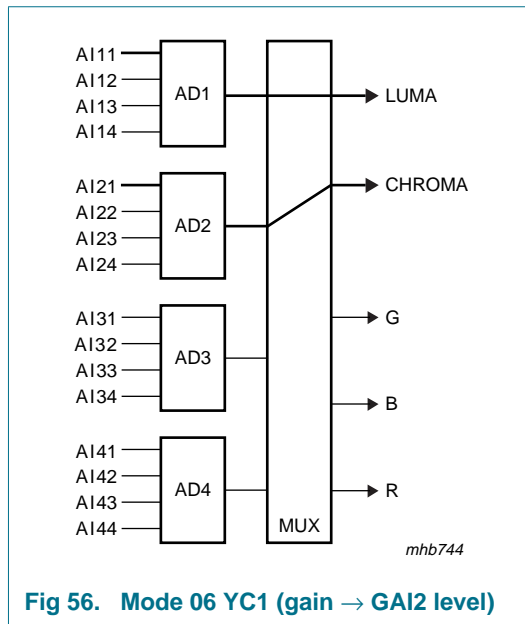 AI11
AI12
AI13
AI14
AD1
LUMA
AI21
AI22
AI23
AI24
AD2
CHROMA
AI31
AI32
AI33
AI34
AD3
G
B
AI41
AI42
AI43
AI44
AD4
R
MUX
mhb744
Fig 56. Mode 06 YC1 (gain → GAI2 level)